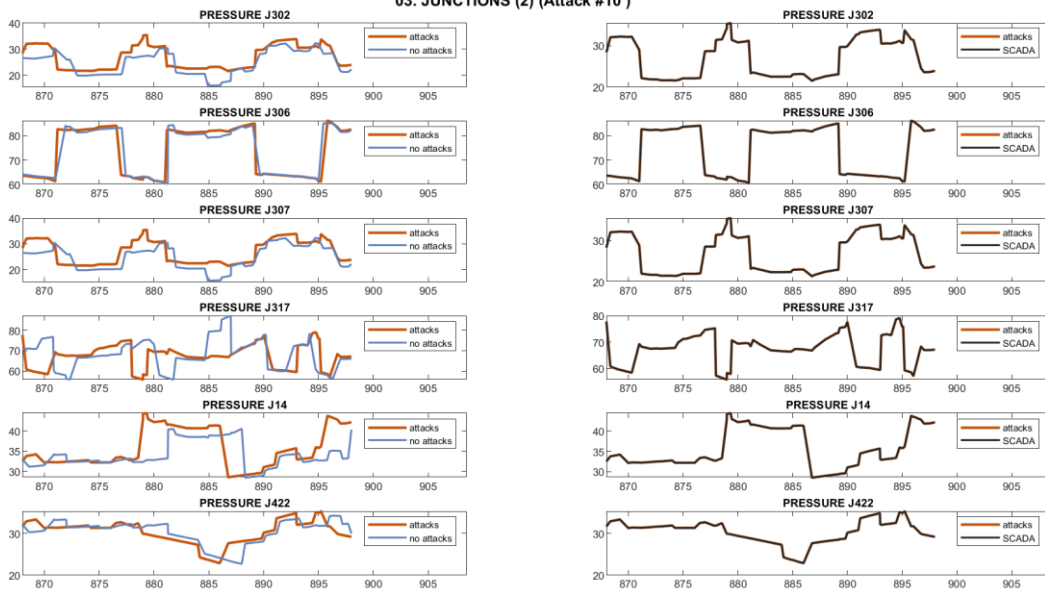 03. JUNCTIONS (2) (Attack #10 )
PRESSURE J302
40
30
20
870 875 880 885 890 895 900 905
attacks
no attacks
PRESSURE J302
30
20
870 875 880 885 890 895 900 905
attacks
SCADA
PRESSURE J306
80
70
60
870 875 880 885 890 895 900 905
attacks
no attacks
PRESSURE J306
80
70
60
870 875 880 885 890 895 900 905
attacks
SCADA
PRESSURE J307
40
30
20
870 875 880 885 890 895 900 905
attacks
no attacks
PRESSURE J307
30
20
870 875 880 885 890 895 900 905
attacks
SCADA
PRESSURE J317
80
70
60
870 875 880 885 890 895 900 905
attacks
no attacks
PRESSURE J317
80
70
60
870 875 880 885 890 895 900 905
attacks
SCADA
PRESSURE J14
40
35
30
870 875 880 885 890 895 900 905
attacks
no attacks
PRESSURE J14
40
35
30
870 875 880 885 890 895 900 905
attacks
SCADA
PRESSURE J422
30
20
870 875 880 885 890 895 900 905
attacks
no attacks
PRESSURE J422
30
20
870 875 880 885 890 895 900 905
attacks
SCADA